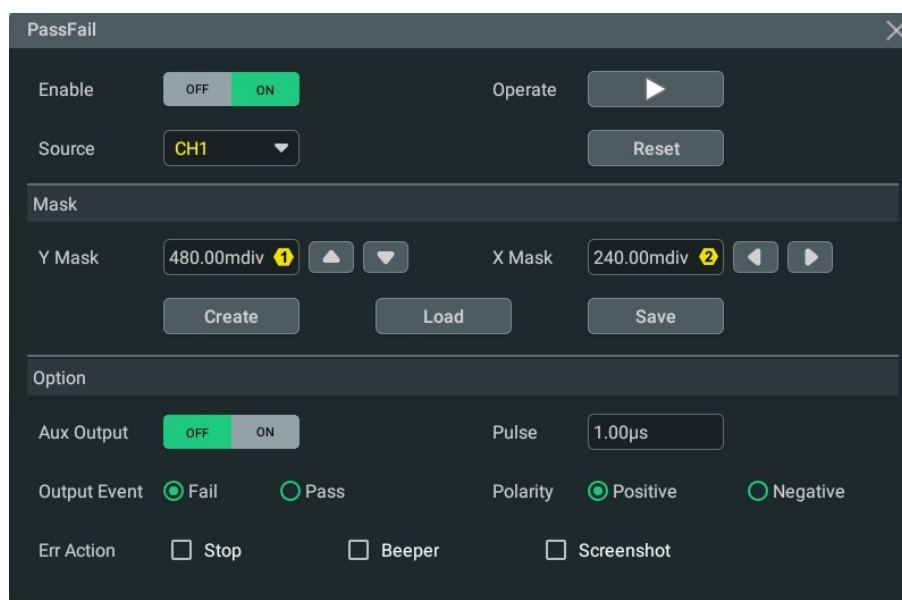 PassFail
Enable OFF ON Operate
Source CH1 Reset
Mask
Y Mask 480.00mdiv 1 X Mask 240.00mdiv 2
Create Load Save
Option
Aux Output OFF ON Pulse 1.00µs
Output Event Fail Pass Polarity Positive Negative
Err Action Stop Beeper Screenshot